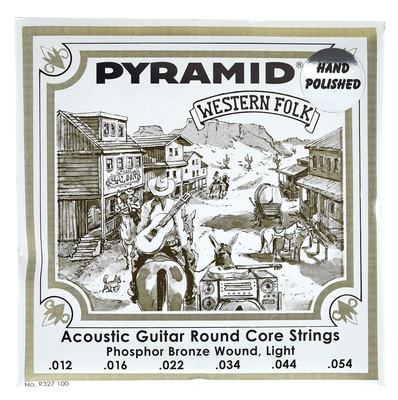 PYRAMID®
HAND
POLISHED
WESTERN FOLK
SALOON
Acoustic Guitar Round Core Strings
Phosphor Bronze Wound, Light
.012 .016 .022 .034 .044 .054
No. R327 100